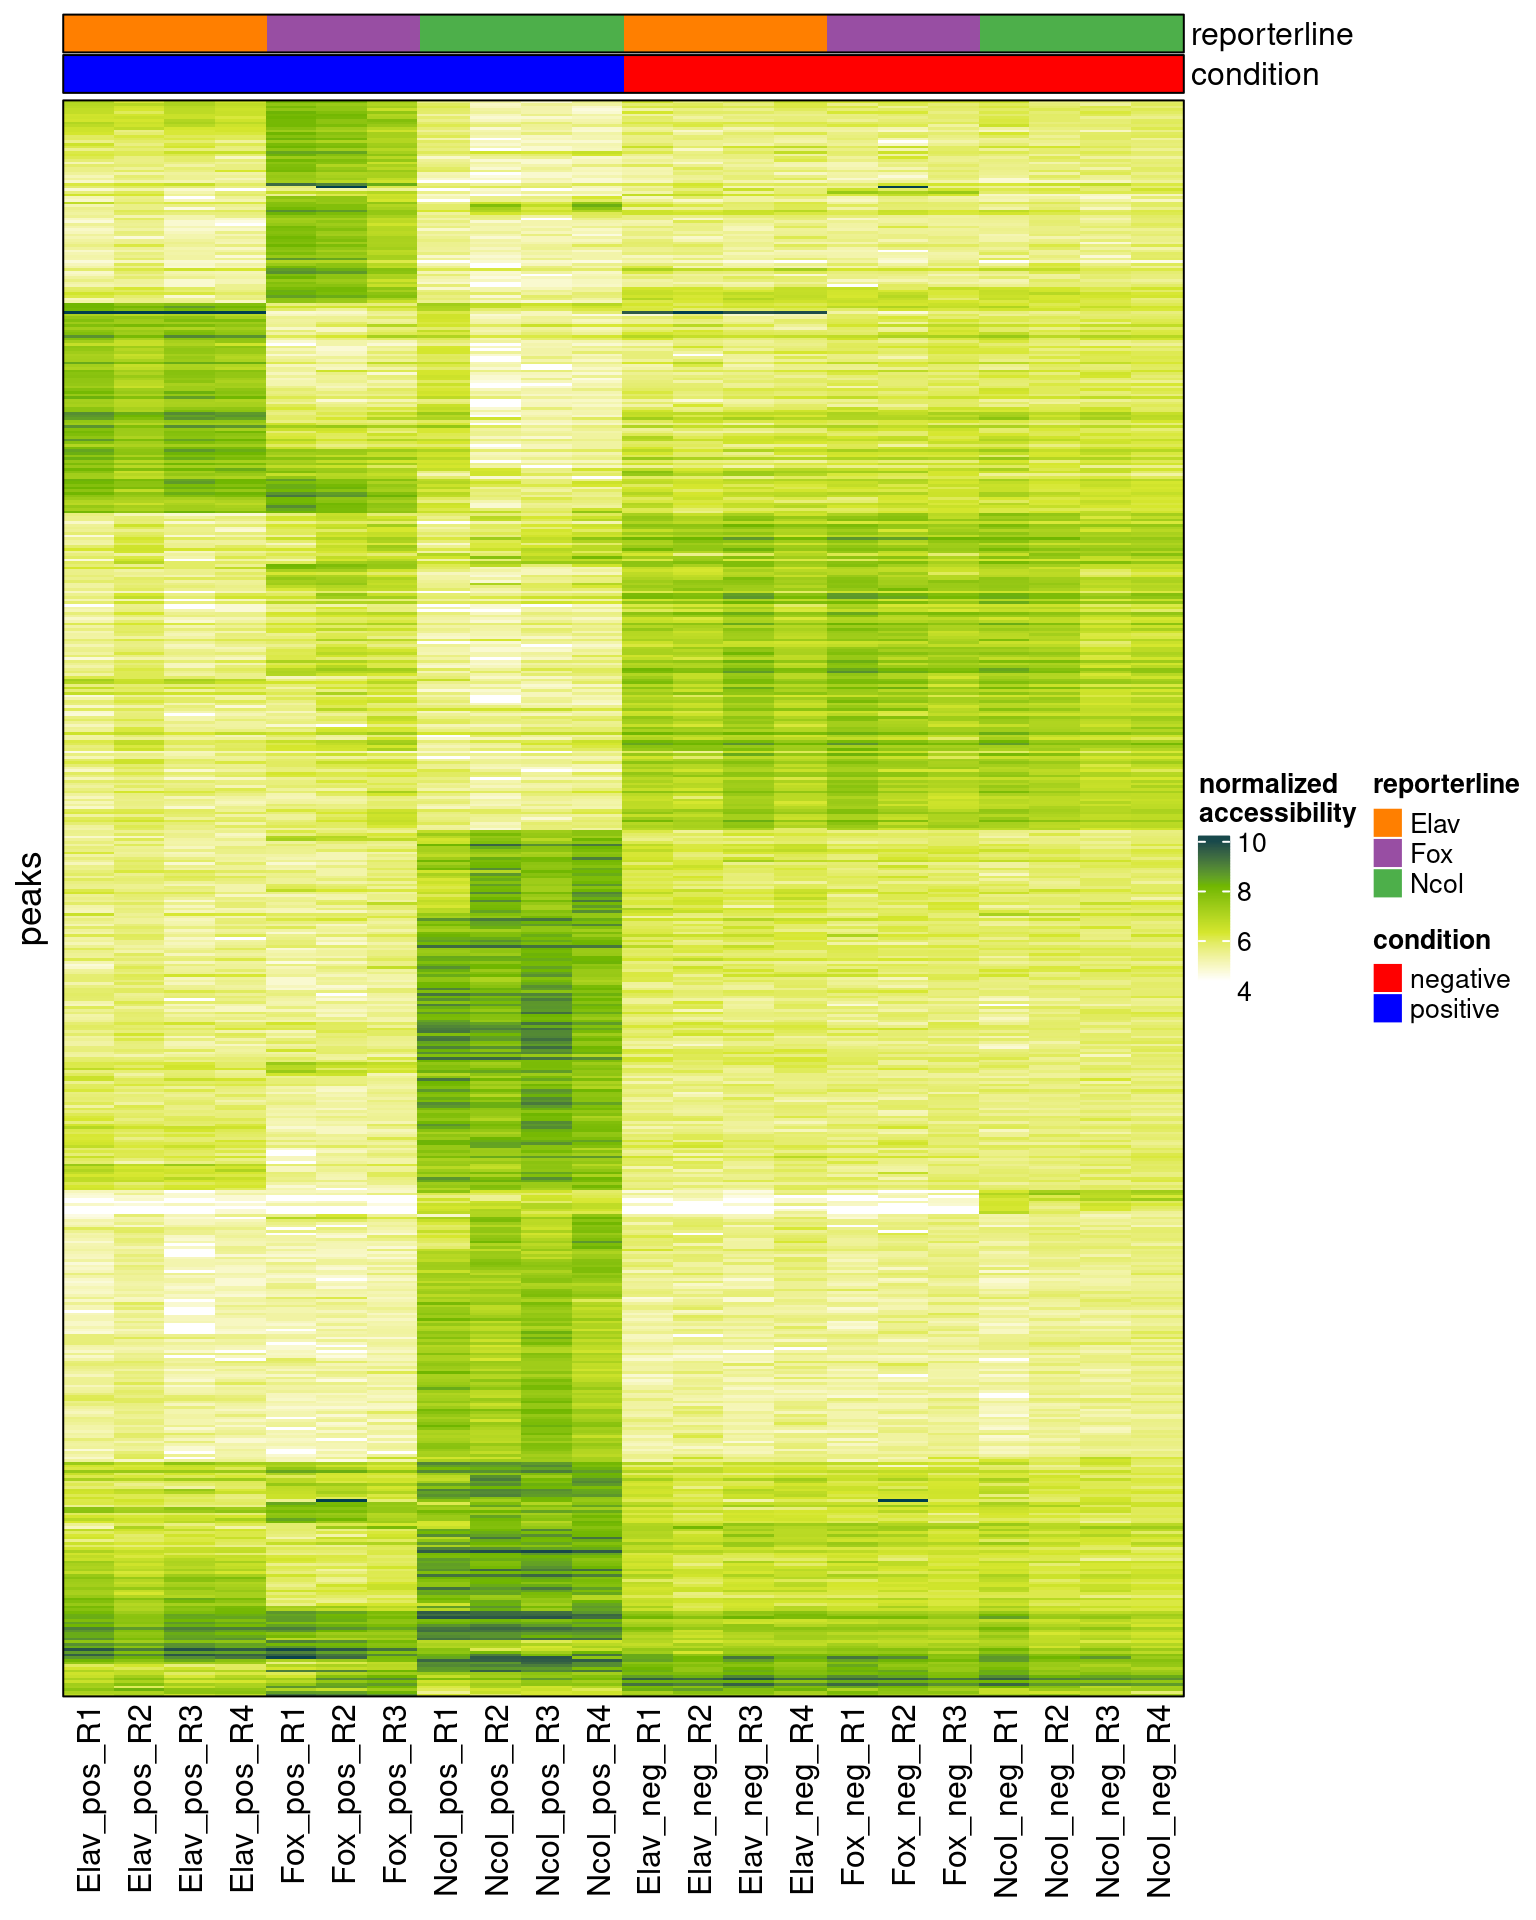 reporterline
condition
peaks
normalized
accessibility
10
8
6
4
reporterline
Elav
Fox
Ncol
condition
negative
positive
Elav_pos_R1
Elav_pos_R2
Elav_pos_R3
Elav_pos_R4
Fox_pos_R1
Fox_pos_R2
Fox_pos_R3
Ncol_pos_R1
Ncol_pos_R2
Ncol_pos_R3
Ncol_pos_R4
Elav_neg_R1
Elav_neg_R2
Elav_neg_R3
Elav_neg_R4
Fox_neg_R1
Fox_neg_R2
Fox_neg_R3
Ncol_neg_R1
Ncol_neg_R2
Ncol_neg_R3
Ncol_neg_R4